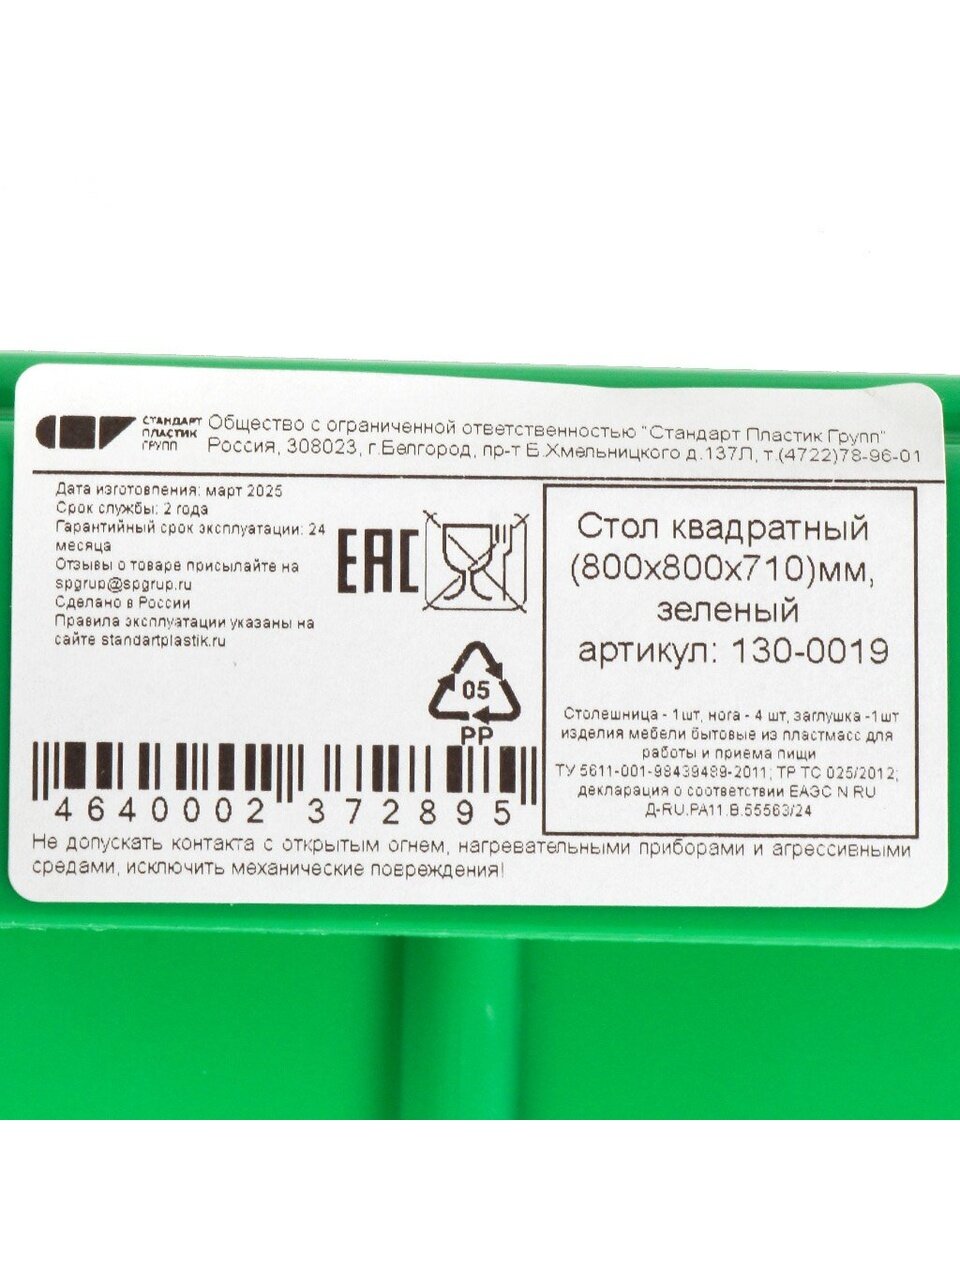 СТАНДАРТ
ПЛАСТИК
ГРУПП
Общество с ограниченной ответственностью "Стандарт Пластик Групп"
Россия, 308023, г.Белгород, пр-т Б.Хмельницкого д.137Л, т.(4722)78-96-01
Дата изготовления: март 2025
Срок службы: 2 года
Гарантийный срок эксплуатации: 24
месяца
Отзывы о товаре присылайте на
spgrup@spgrup.ru
Сделано в России
Правила эксплуатации указаны на
сайте standartplastik.ru
EAC
05
PP
4640002 372895
Стол квадратный
(800х800х710)мм,
зеленый
артикул: 130-0019
Столешница - 1шт, нога - 4 шт, заглушка -1шт
изделия мебели бытовые из пластмасс для
работы и приема пищи
ТУ 5611-001-98439489-2011; ТР ТС 025/2012;
декларация о соответствии ЕАЭС N RU
Д-RU.РА11.В.55563/24
Не допускать контакта с открытым огнем, нагревательными приборами и агрессивными
средами, исключить механические повреждения!